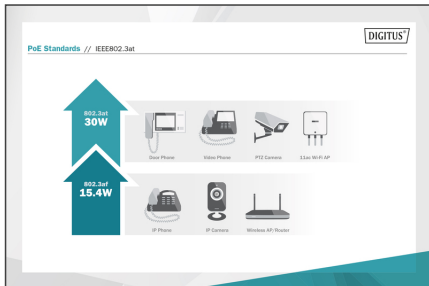 DIGITUS®
PoE Standards // IEEE802.3at
802.3at
30W
Door Phone
Video Phone
PTZ Camera
11ac Wi-Fi AP
802.3af
15.4W
IP Phone
IP Camera
Wireless AP/Router